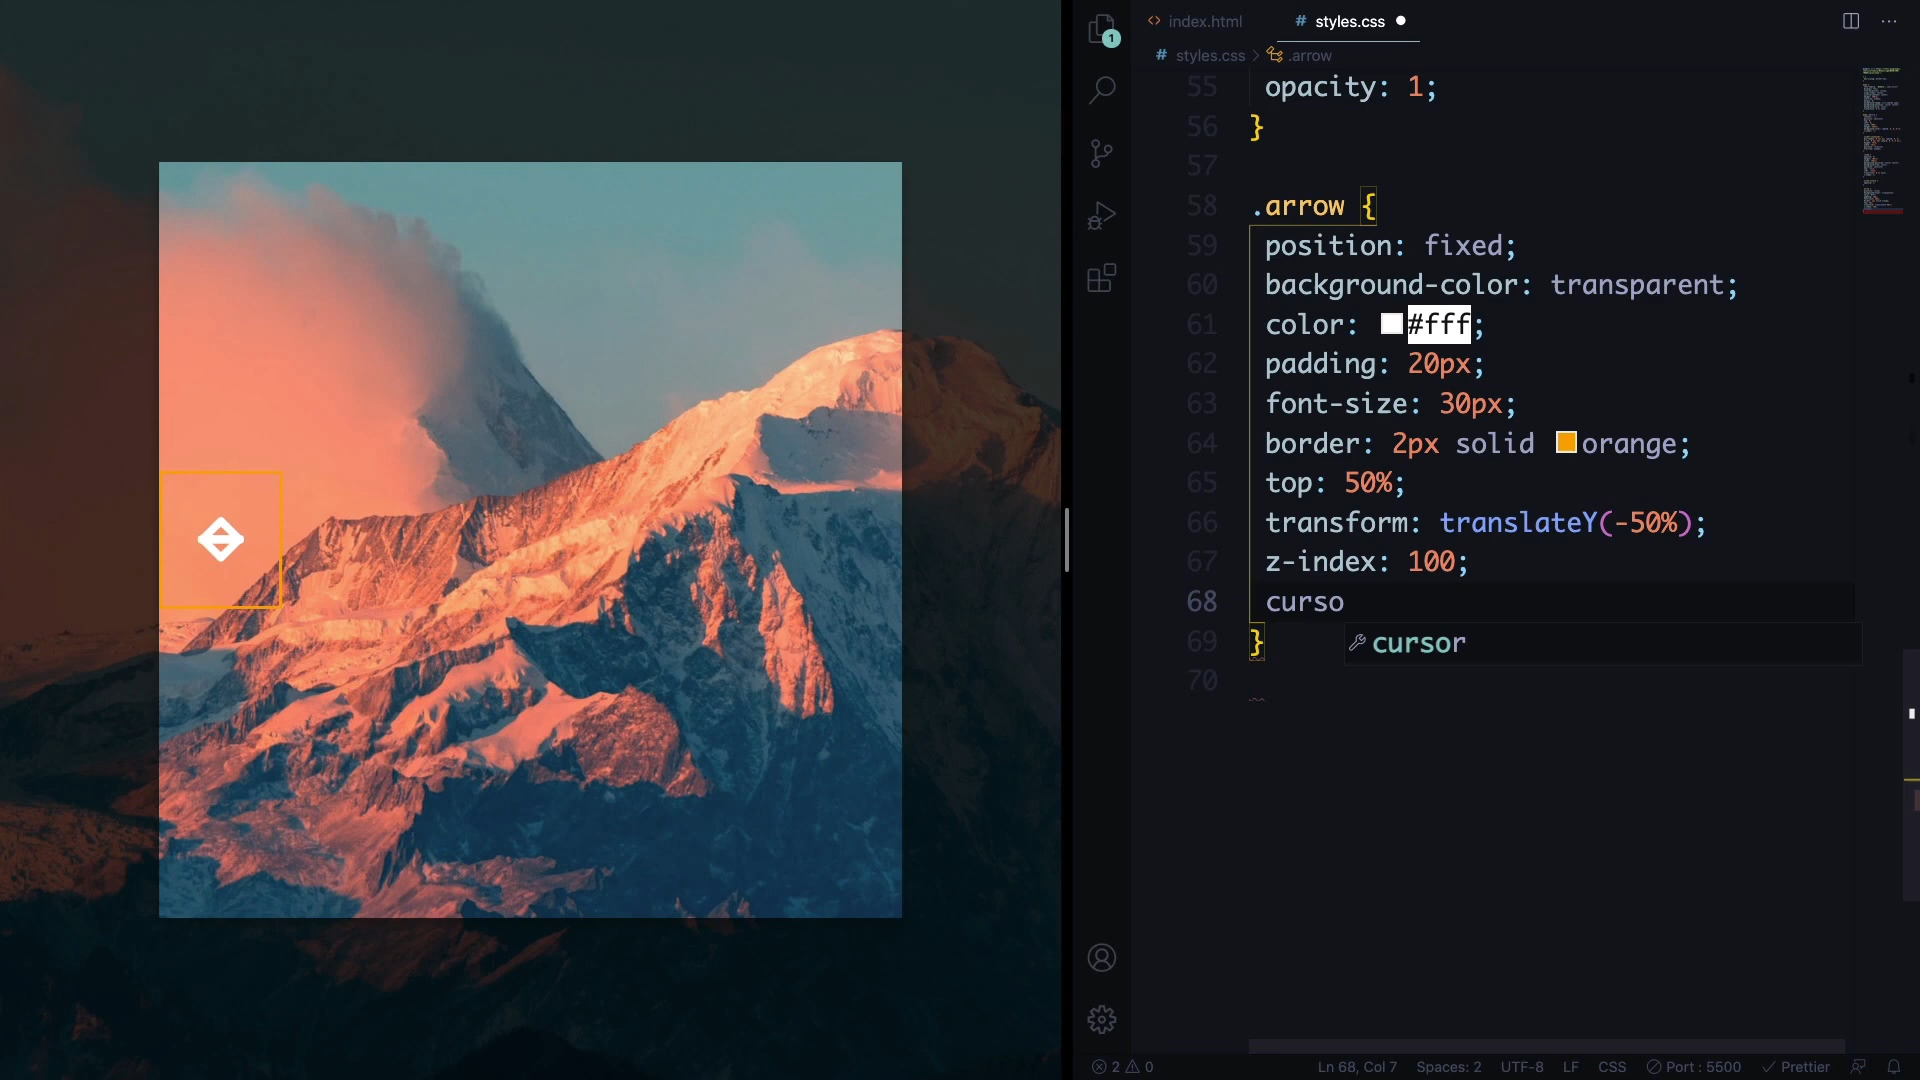 1
index.html
# styles.css
# styles.css > .arrow
55 opacity: 1;
56 }
57
58 .arrow {
59 position: fixed;
60 background-color: transparent;
61 color: #fff;
62 padding: 20px;
63 font-size: 30px;
64 border: 2px solid orange;
65 top: 50%;
66 transform: translateY(-50%);
67 z-index: 100;
68 curso
69 }
cursor
70
2 0 Ln 68, Col 7 Spaces: 2 UTF-8 LF CSS Port : 5500 Prettier